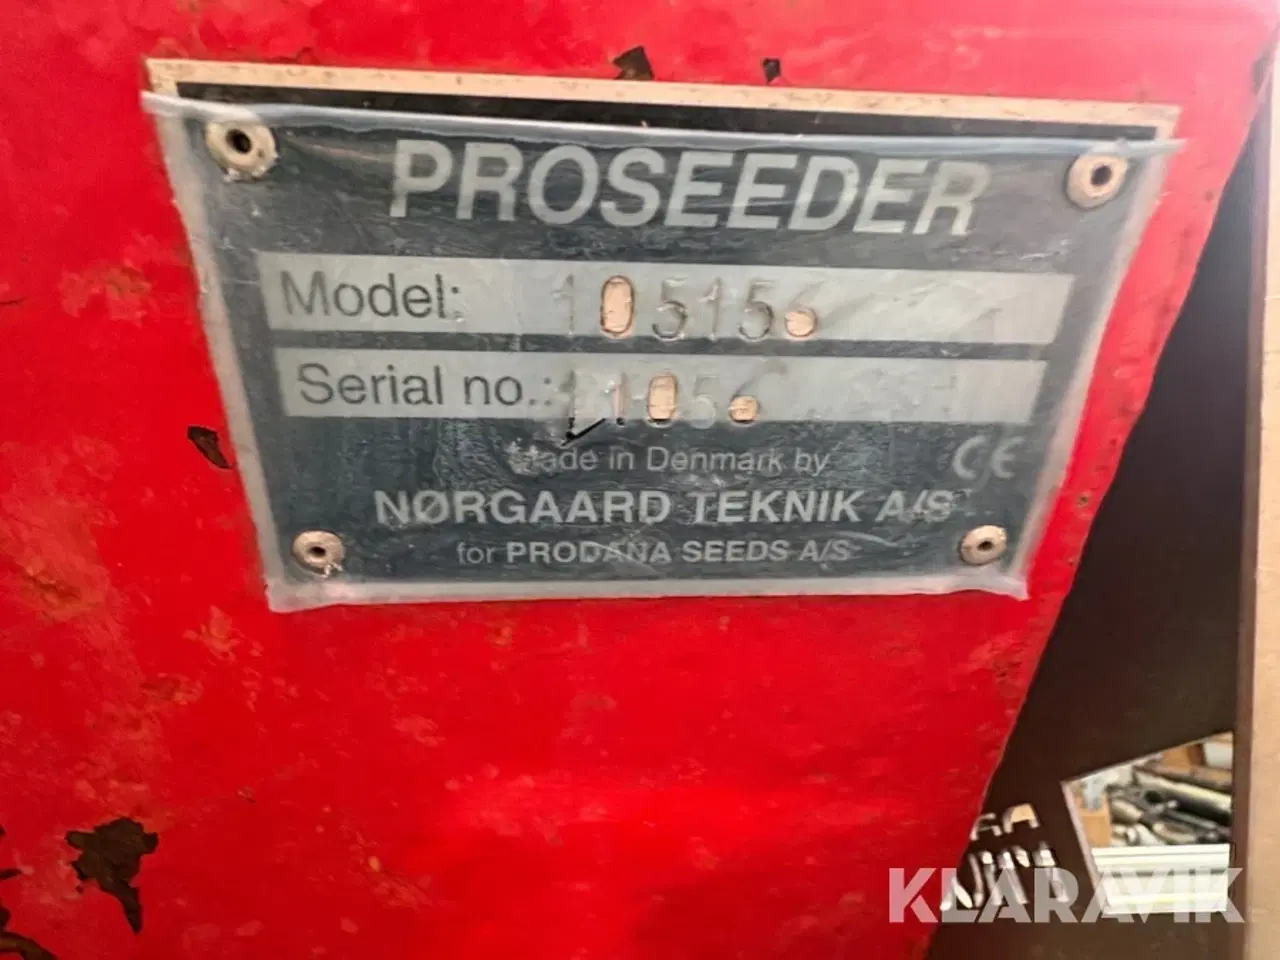 PROSEEDER
Model: 105156
Serial no.:
Made in Denmark by
CE
NØRGAARD TEKNIK A/S
for PRODANA SEEDS A/S
KLARAVIK